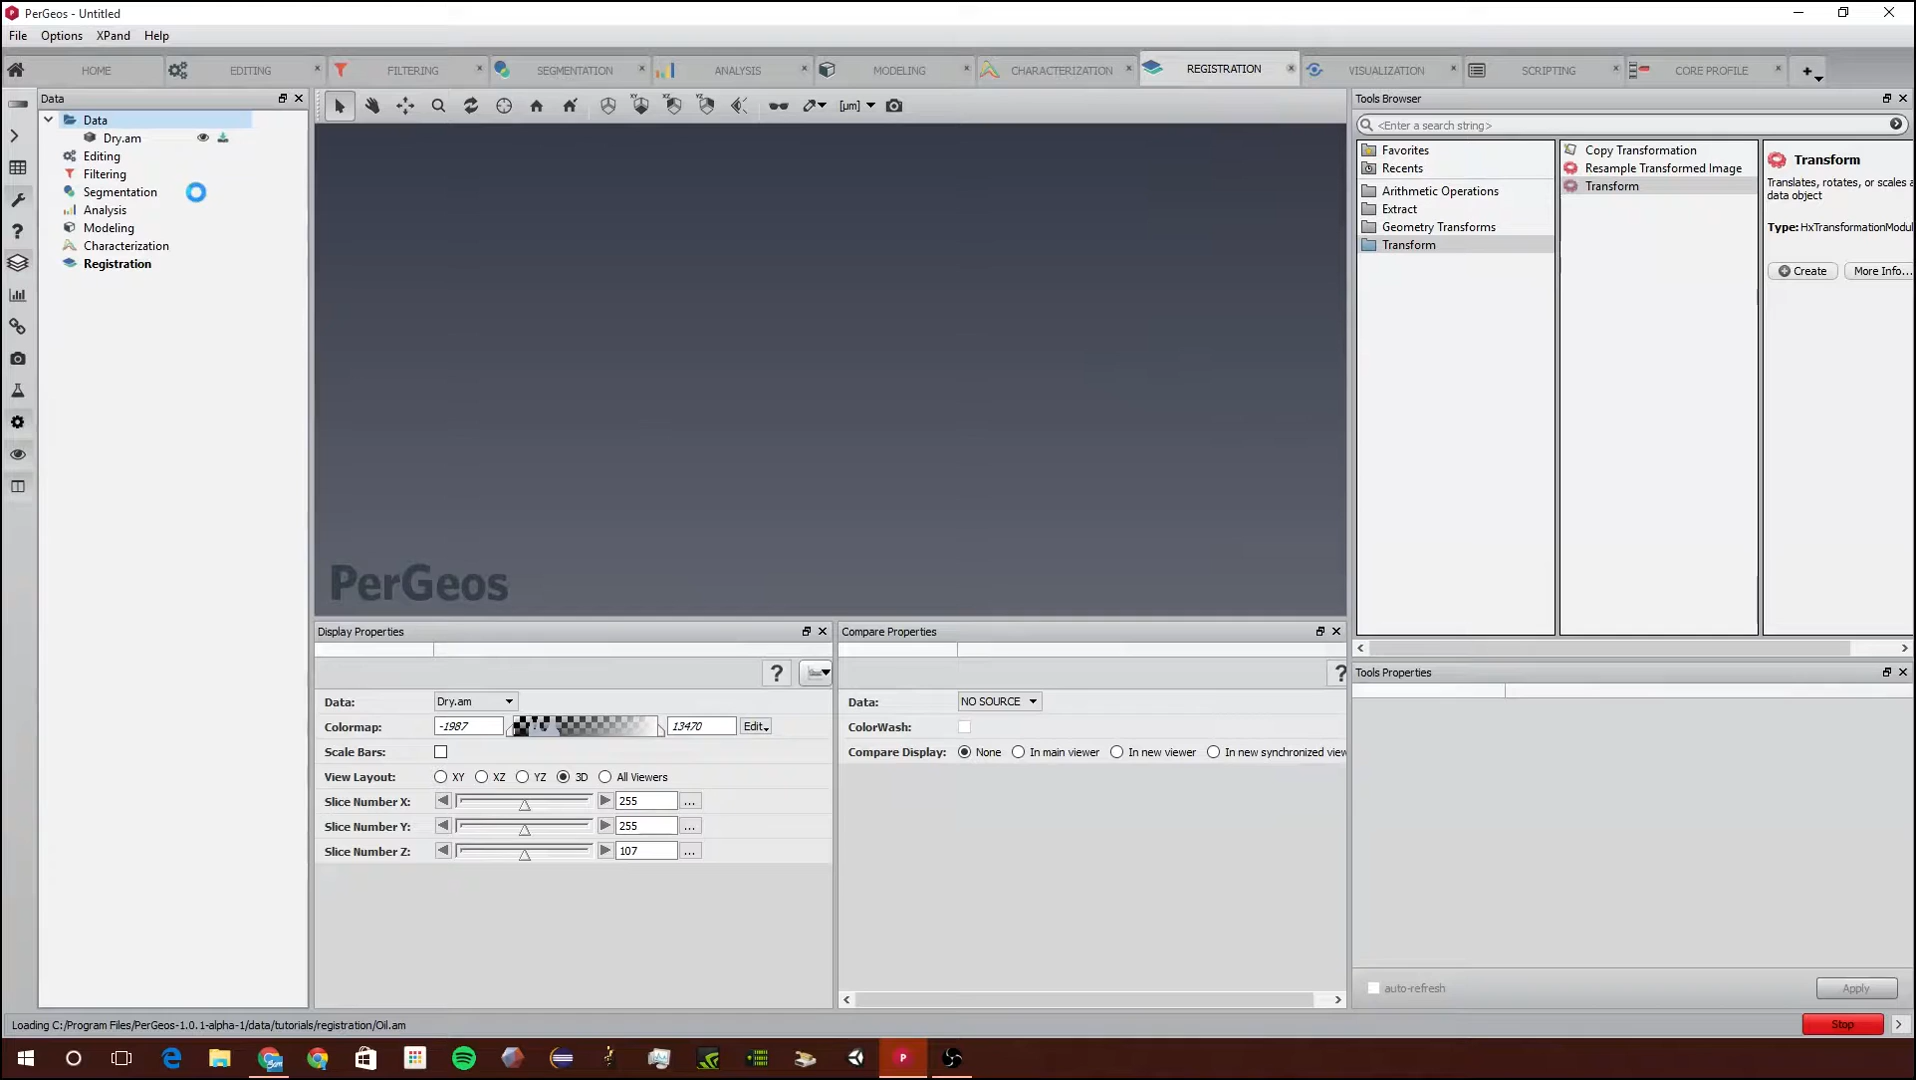 PerGeos - Untitled
File Options XPand Help
HOME EDITING FILTERING SEGMENTATION ANALYSIS MODELING CHARACTERIZATION REGISTRATION VISUALIZATION SCRIPTING CORE PROFILE
Data
Data
Dry.am
Editing
Filtering
Segmentation
Analysis
Modeling
Characterization
Registration
XY XZ YZ [µm]
PerGeos
Display Properties
Data: Dry.am
Colormap: -1987 13470 Edit
Scale Bars:
View Layout: XY XZ YZ 3D All Viewers
Slice Number X: 255 ...
Slice Number Y: 255 ...
Slice Number Z: 107 ...
Compare Properties
Data: NO SOURCE
ColorWash:
Compare Display: None In main viewer In new viewer In new synchronized view
Tools Browser
<Enter a search string>
Favorites
Recents
Arithmetic Operations
Extract
Geometry Transforms
Transform
Copy Transformation
Resample Transformed Image
Transform
Transform
Translates, rotates, or scales a
data object
Type: HxTransformationModul
Create More Info...
Tools Properties
auto-refresh Apply
Loading C:/Program Files/PerGeos-1.0.1-alpha-1/data/tutorials/registration/Oil.am
Stop